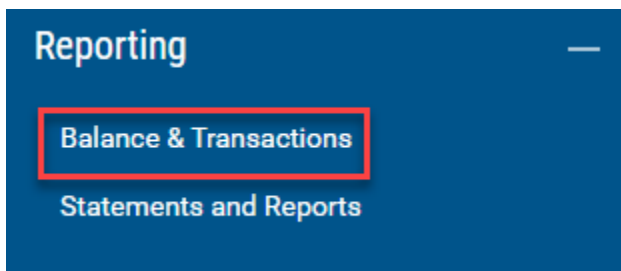 Reporting
Balance & Transactions
Statements and Reports